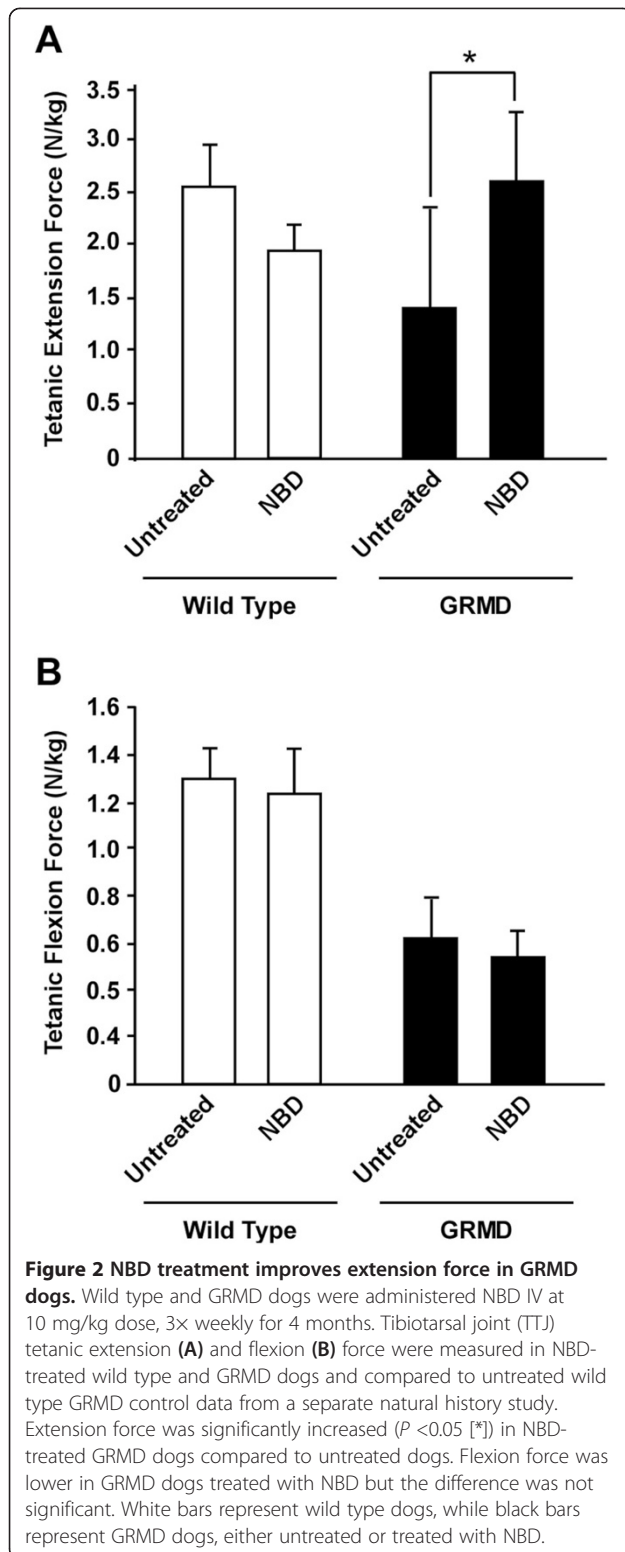 A
*
Tetanic Extension Force (N/kg)
3.5
3.0
2.5
2.0
1.5
1.0
0.5
0
Untreated
NBD
Untreated
NBD
Wild Type
GRMD
B
Tetanic Flexion Force (N/kg)
1.6
1.4
1.2
1.0
0.8
0.6
0.5
0.4
0
Untreated
NBD
Untreated
NBD
Wild Type
GRMD
Figure 2 NBD treatment improves extension force in GRMD
dogs. Wild type and GRMD dogs were administered NBD IV at
10 mg/kg dose, 3× weekly for 4 months. Tibiotarsal joint (TTJ)
tetanic extension (A) and flexion (B) force were measured in NBD-
treated wild type and GRMD dogs and compared to untreated wild
type GRMD control data from a separate natural history study.
Extension force was significantly increased (P <0.05 [*]) in NBD-
treated GRMD dogs compared to untreated dogs. Flexion force was
lower in GRMD dogs treated with NBD but the difference was not
significant. White bars represent wild type dogs, while black bars
represent GRMD dogs, either untreated or treated with NBD.